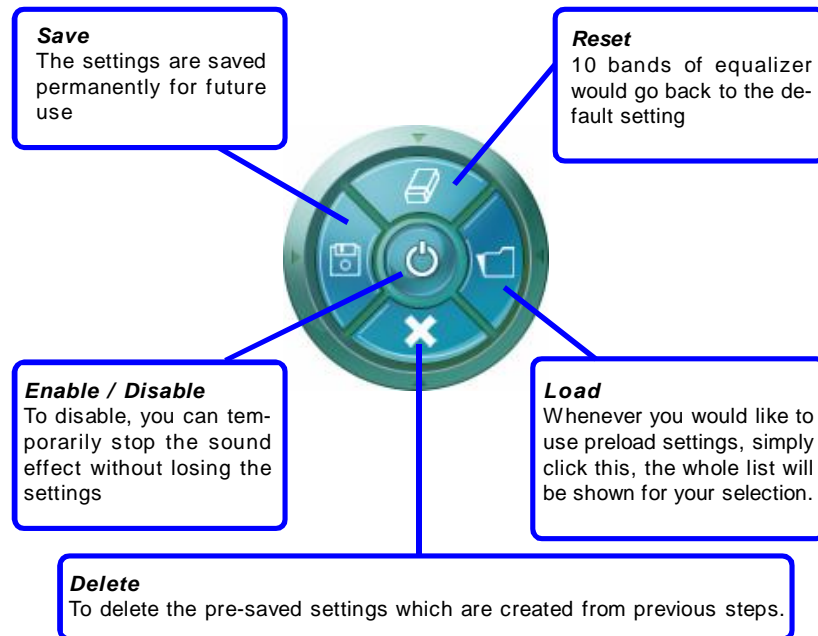 Save
The settings are saved
permanently for future
use
Reset
10 bands of equalizer
would go back to the de-
fault setting
Enable / Disable
To disable, you can tem-
porarily stop the sound
effect without losing the
settings
Load
Whenever you would like to
use preload settings, simply
click this, the whole list will
be shown for your selection.
Delete
To delete the pre-saved settings which are created from previous steps.